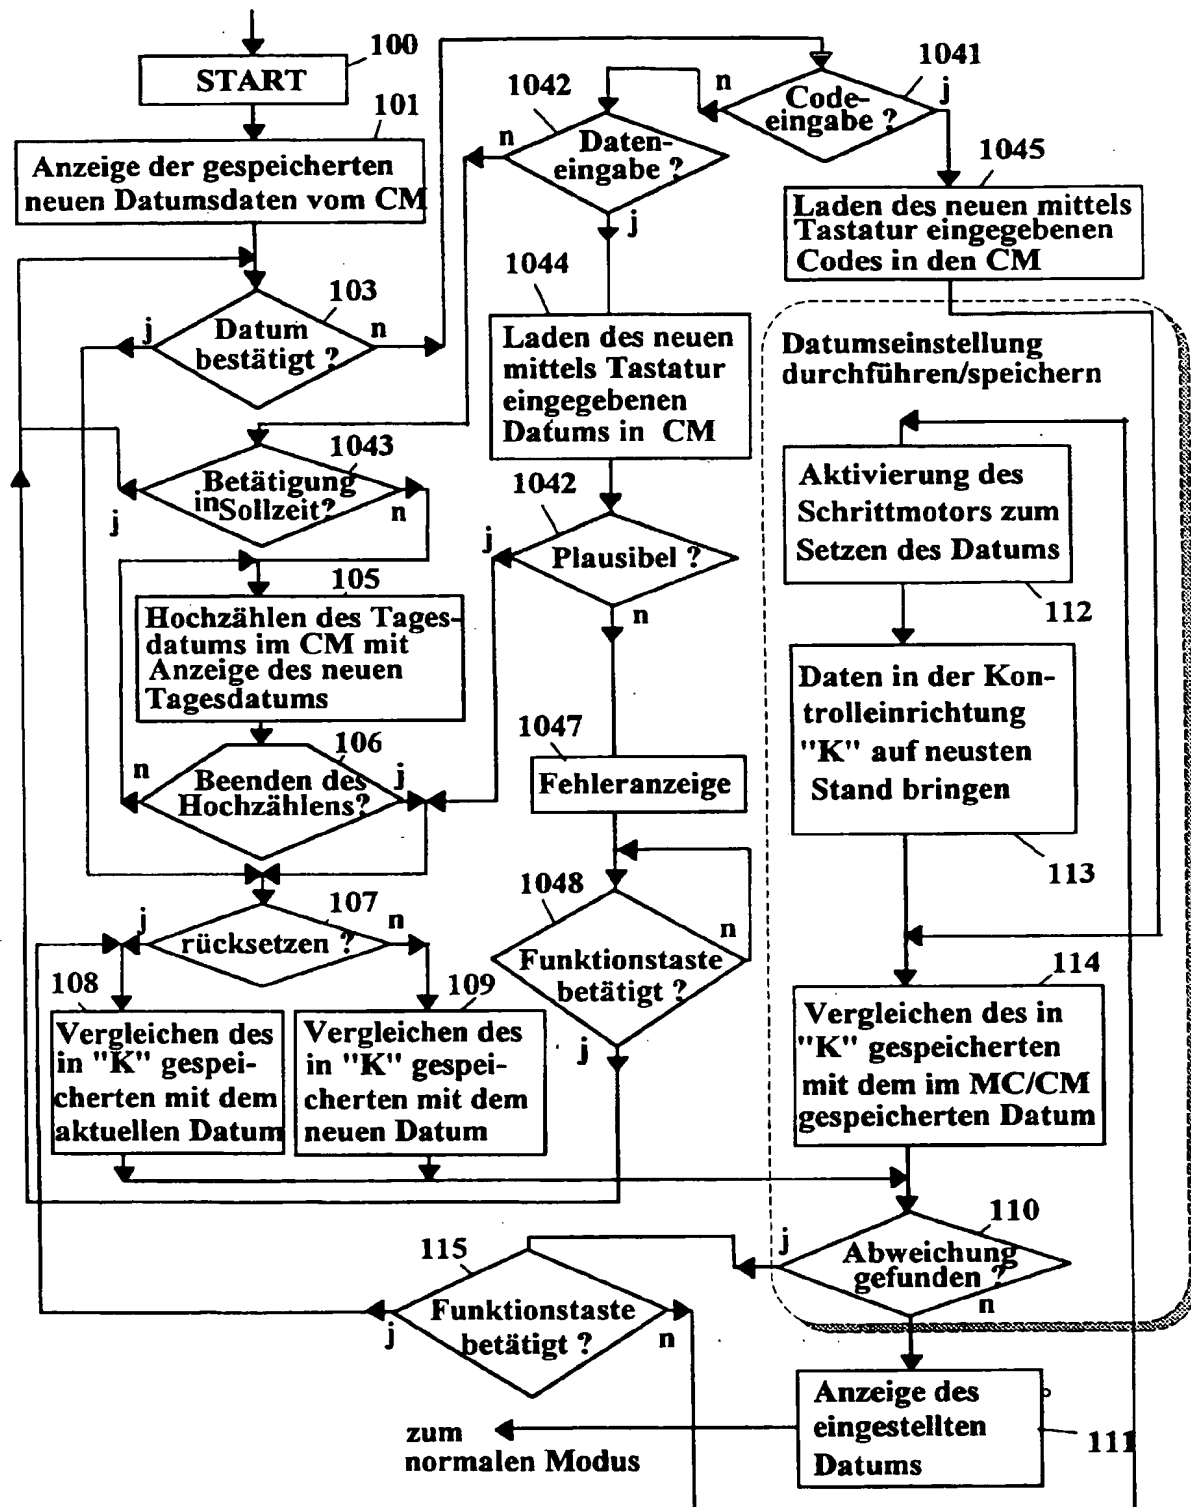 100
START
101
Anzeige der gespeicherten
neuen Datumsdaten vom CM
103
Datum
bestätigt ?
j
n
1041
Code-
eingabe ?
n
j
1042
Daten-
eingabe ?
n
j
1045
Laden des neuen mittels
Tastatur eingegebenen
Codes in den CM
1044
Laden des neuen
mittels Tastatur
eingegebenen
Datums in CM
1043
Betätigung
in Sollzeit?
j
n
1042
Plausibel ?
j
n
105
Hochzählen des Tages-
datums im CM mit
Anzeige des neuen
Tagesdatums
106
Beenden des
Hochzählens?
n
j
1047
Fehleranzeige
1048
Funktionstaste
betätigt ?
n
j
107
rücksetzen ?
j
n
108
Vergleichen des
in "K" gespei-
cherten mit dem
aktuellen Datum
109
Vergleichen des
in "K" gespei-
cherten mit dem
neuen Datum
Datumseinstellung
durchführen/speichern
Aktivierung des
Schrittmotors zum
Setzen des Datums
112
Daten in der Kon-
trolleinrichtung
"K" auf neusten
Stand bringen
113
114
Vergleichen des in
"K" gespeicherten
mit dem im MC/CM
gespeicherten Datum
110
Abweichung
gefunden ?
j
n
115
Funktionstaste
betätigt ?
j
n
Anzeige des
eingestellten
Datums
111
zum
normalen Modus